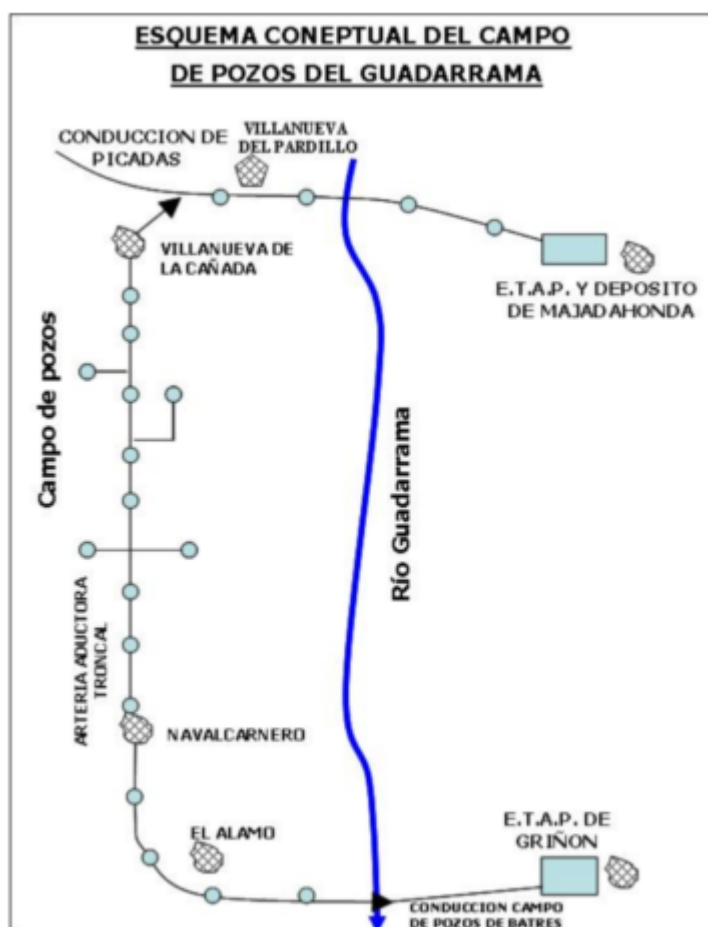 ESQUEMA CONEPTUAL DEL CAMPO
DE POZOS DEL GUADARRAMA
CONDUCCION DE
PICADAS
VILLANUEVA
DEL PARDILLO
VILLANUEVA DE
LA CAÑADA
E.T.A.P. Y DEPOSITO
DE MAJADAHONDA
Campo de pozos
Río Guadarrama
ARTERIA ADUCTORA
TRONCAL
NAVALCARNERO
EL ALAMO
E.T.A.P. DE
GRIÑON
CONDUCCION CAMPO
DE POZOS DE BATRES